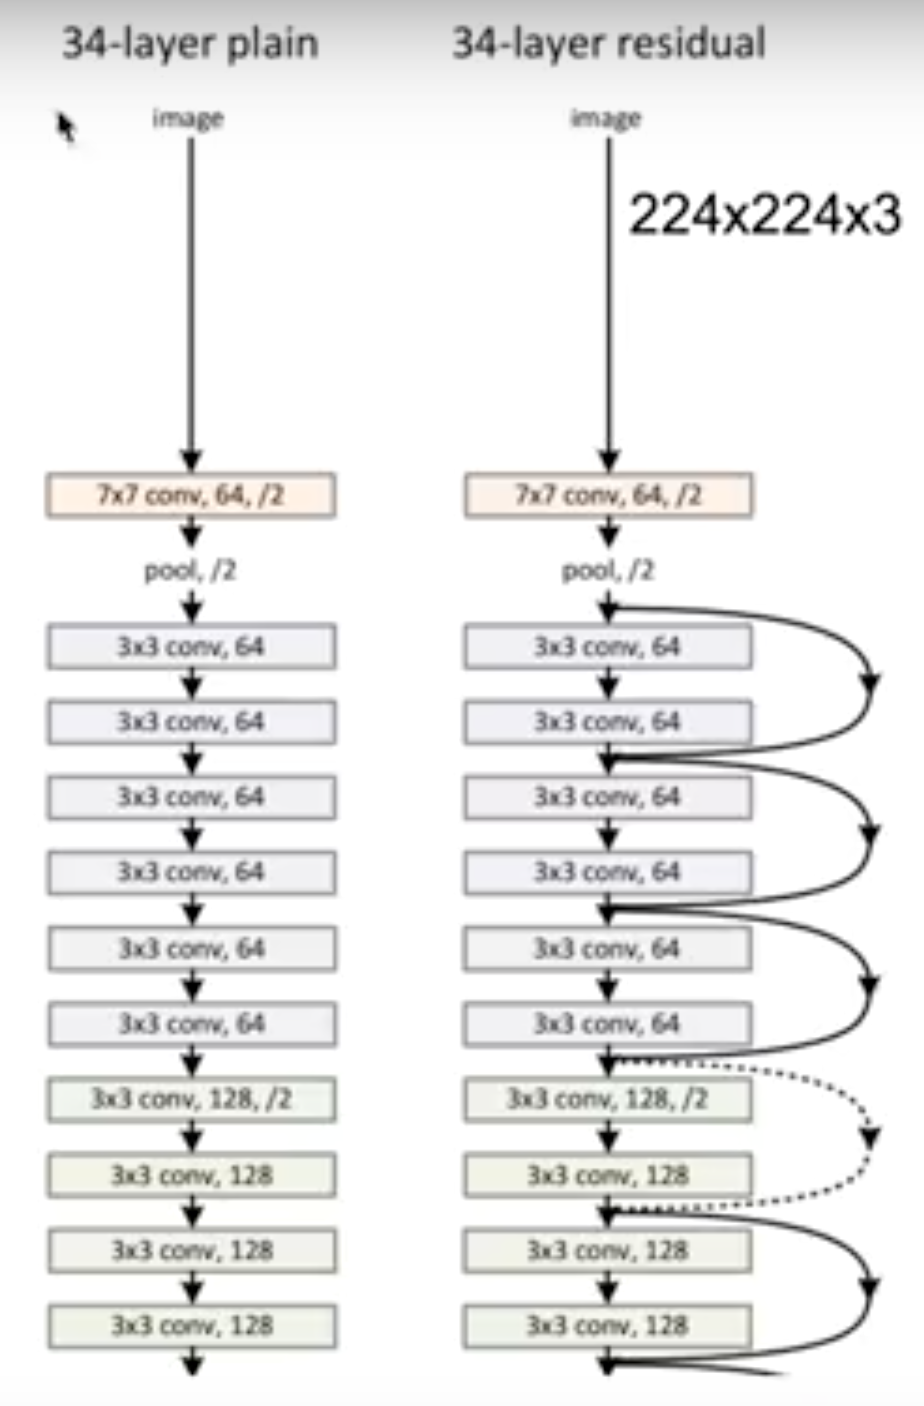 34-layer plain
34-layer residual
image
image
224x224x3
7x7 conv, 64, /2
7x7 conv, 64, /2
pool, /2
pool, /2
3x3 conv, 64
3x3 conv, 64
3x3 conv, 64
3x3 conv, 64
3x3 conv, 64
3x3 conv, 64
3x3 conv, 64
3x3 conv, 64
3x3 conv, 64
3x3 conv, 64
3x3 conv, 64
3x3 conv, 64
3x3 conv, 128, /2
3x3 conv, 128, /2
3x3 conv, 128
3x3 conv, 128
3x3 conv, 128
3x3 conv, 128
3x3 conv, 128
3x3 conv, 128